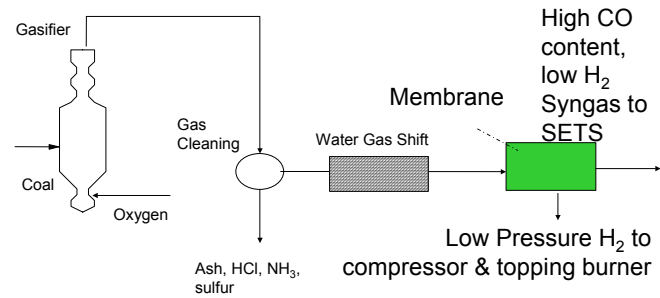 Gasifier
Coal
Oxygen
Gas
Cleaning
Ash, HCl, NH3,
sulfur
Water Gas Shift
Membrane
High CO
content,
low H2
Syngas to
SETS
Low Pressure H2 to
compressor & topping burner